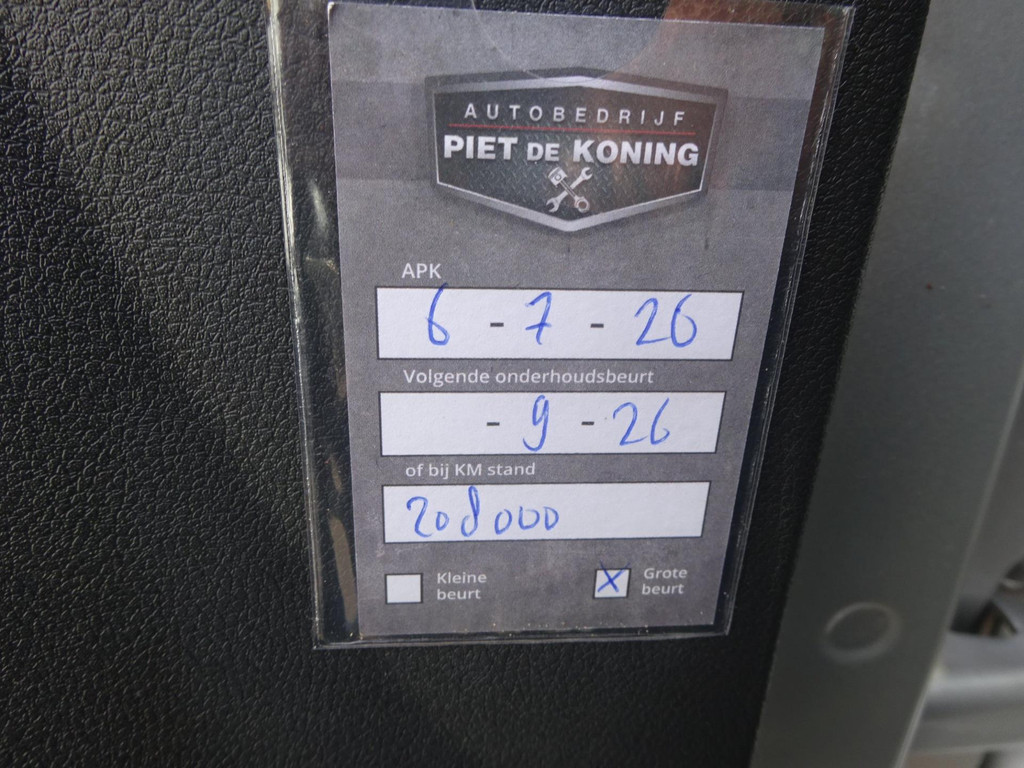 AUTOBEDRIJF
PIET DE KONING
APK
6 - 7 - 26
Volgende onderhoudsbeurt
- 9 - 26
of bij KM stand
208000
Kleine beurt
X Grote beurt